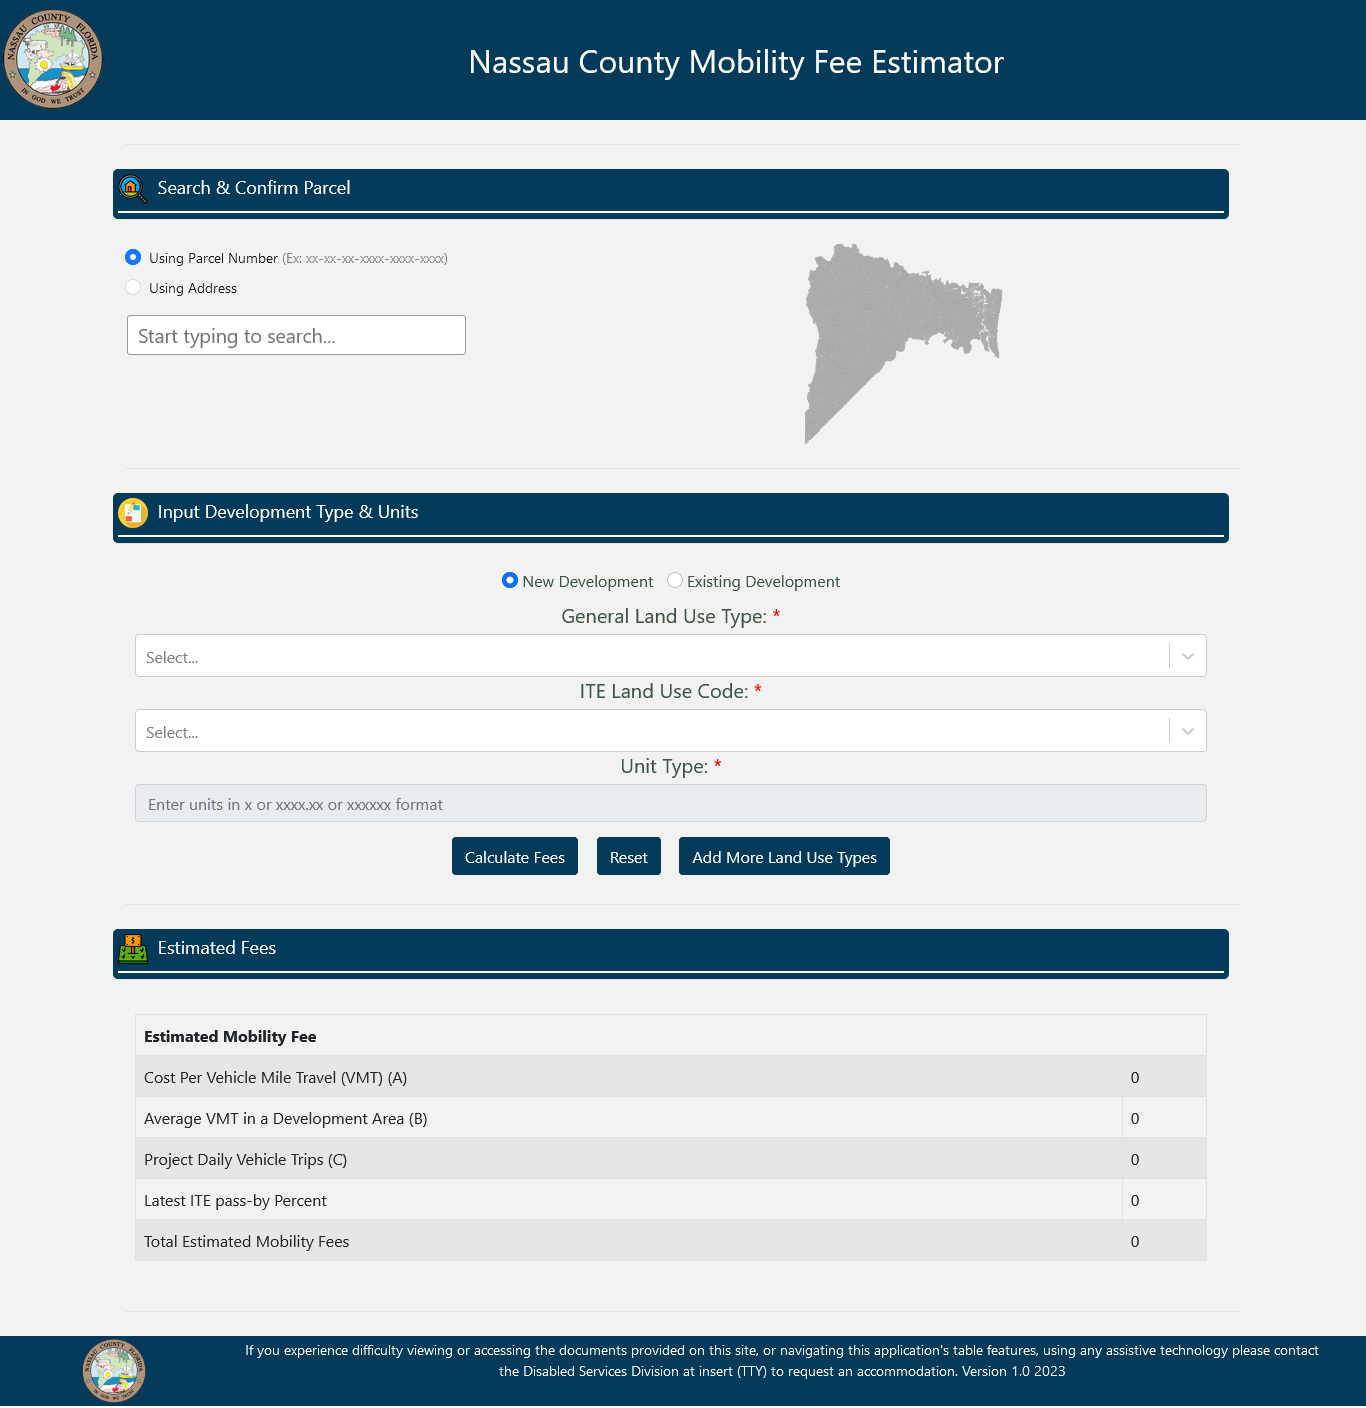 NASSAU COUNTY FLORIDA
IN GOD WE TRUST
Nassau County Mobility Fee Estimator
Search & Confirm Parcel
Using Parcel Number (Ex: xx-xx-xx-xxxx-xxxx-xxxx)
Using Address
Start typing to search...
Input Development Type & Units
New Development Existing Development
General Land Use Type: *
Select...
ITE Land Use Code: *
Select...
Unit Type: *
Enter units in x or xxxx.xx or xxxxxx format
Calculate Fees Reset Add More Land Use Types
$
Estimated Fees
Estimated Mobility Fee
Cost Per Vehicle Mile Travel (VMT) (A) 0
Average VMT in a Development Area (B) 0
Project Daily Vehicle Trips (C) 0
Latest ITE pass-by Percent 0
Total Estimated Mobility Fees 0
NASSAU COUNTY FLORIDA
IN GOD WE TRUST
If you experience difficulty viewing or accessing the documents provided on this site, or navigating this application's table features, using any assistive technology please contact
the Disabled Services Division at insert (TTY) to request an accommodation. Version 1.0 2023